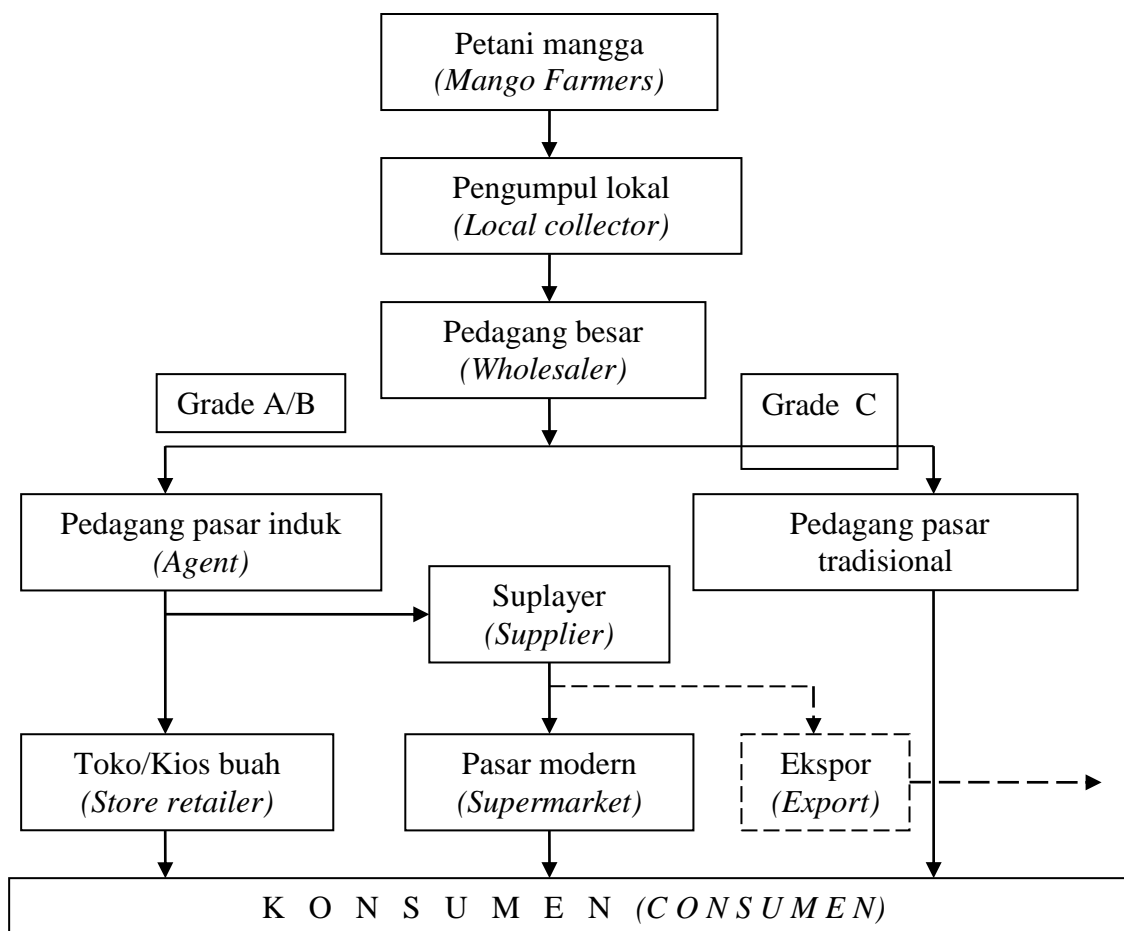 Petani mangga
(Mango Farmers)
Pengumpul lokal
(Local collector)
Pedagang besar
(Wholesaler)
Grade A/B
Grade C
Pedagang pasar induk
(Agent)
Pedagang pasar
tradisional
Suplayer
(Supplier)
Toko/Kios buah
(Store retailer)
Pasar modern
(Supermarket)
Ekspor
(Export)
K O N S U M E N (C O N S U M E N)